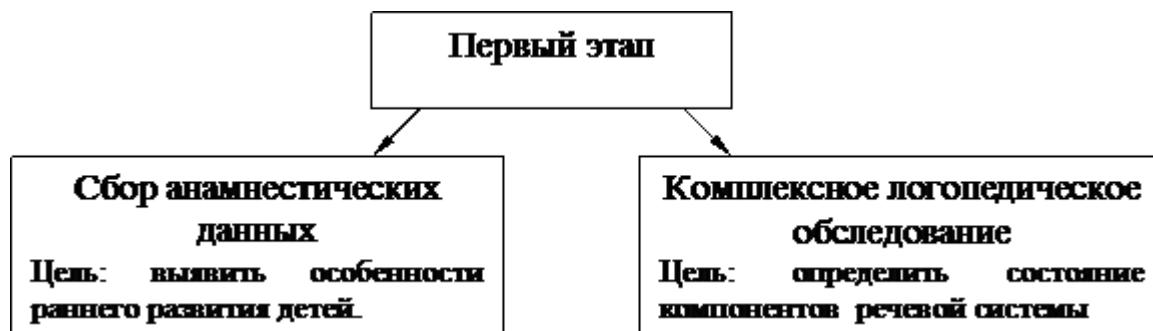 Первый этап
Сбор анамнестических
данных
Цель: выявить особенности
раннего развития детей.
Комплексное логопедическое
обследование
Цель: определить состояние
компонентов речевой системы